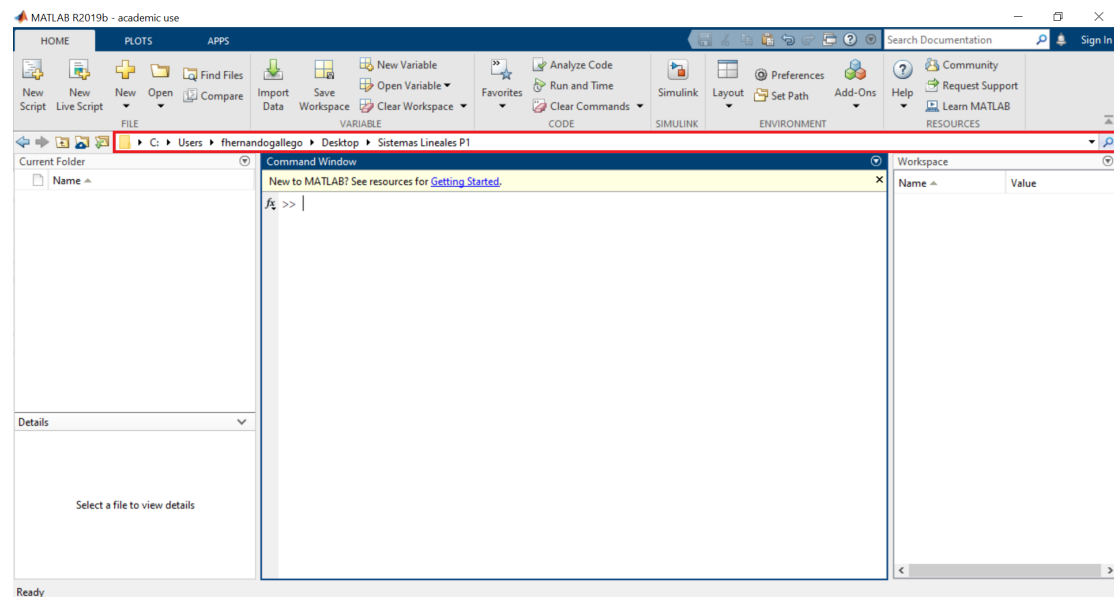 MATLAB R2019b - academic use
HOME PLOTS APPS
Search Documentation
Sign In
New Script
New Live Script
New
Open
Find Files
Compare
FILE
Import Data
Save Workspace
New Variable
Open Variable
Clear Workspace
VARIABLE
Favorites
Analyze Code
Run and Time
Clear Commands
CODE
Simulink
SIMULINK
Layout
Preferences
Set Path
Add-Ons
ENVIRONMENT
? Help
Community
Request Support
Learn MATLAB
RESOURCES
C: Users fhernandogallego Desktop Sistemas Lineales P1
Current Folder
Name
Details
Select a file to view details
Command Window
New to MATLAB? See resources for Getting Started.
fx >>
Workspace
Name Value
Ready